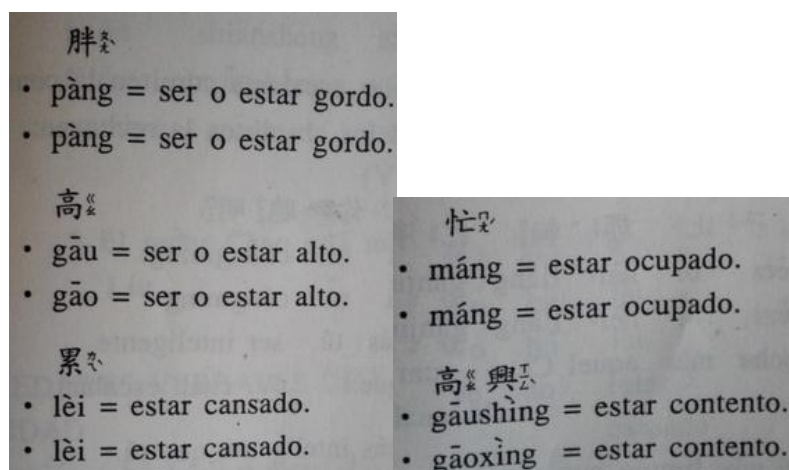 胖ㄆㄤˋ
• pàng = ser o estar gordo.
• pàng = ser o estar gordo.
高ㄍㄠ
• gāu = ser o estar alto.
• gāo = ser o estar alto.
累ㄌㄟˋ
• lèi = estar cansado.
• lèi = estar cansado.
忙ㄇㄤˊ
• máng = estar ocupado.
• máng = estar ocupado.
高ㄍㄠ興ㄒㄧㄥˋ
• gāushìng = estar contento.
• gāoxìng = estar contento.